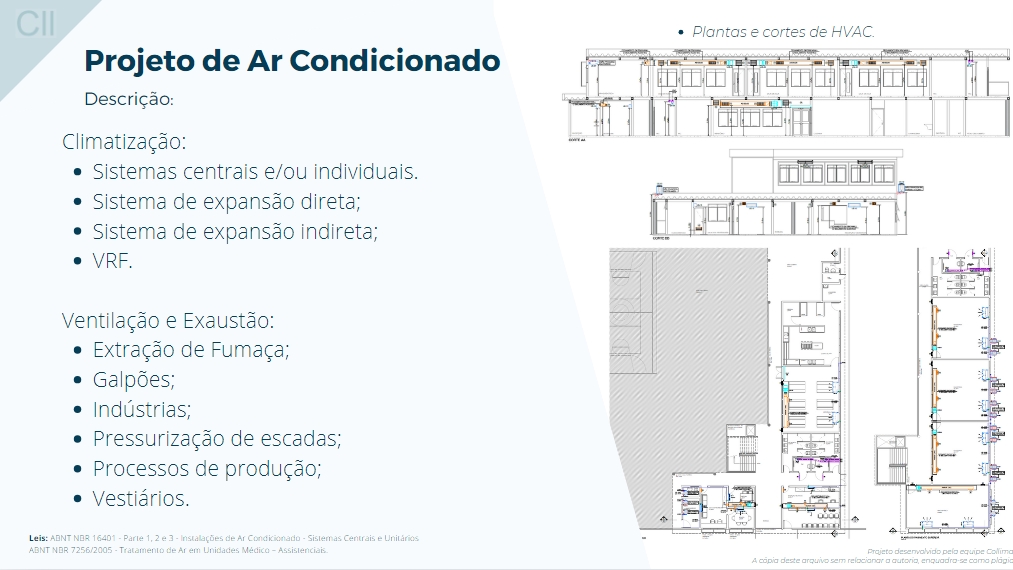 CII
Projeto de Ar Condicionado
Descrição:
Climatização:
• Sistemas centrais e/ou individuais.
• Sistema de expansão direta;
• Sistema de expansão indireta;
• VRF.
Ventilação e Exaustão:
• Extração de Fumaça;
• Galpões;
• Indústrias;
• Pressurização de escadas;
• Processos de produção;
• Vestiários.
Leis: ABNT NBR 16401 - Parte 1, 2 e 3 - Instalações de Ar Condicionado - Sistemas Centrais e Unitários
ABNT NBR 7256/2005 - Tratamento de Ar em Unidades Médico – Assistenciais.
• Plantas e cortes de HVAC.
CORTE AA
CORTE BB
Projeto desenvolvido pela equipe Collima
A cópia deste arquivo sem relacionar a autoria, enquadra-se como plágio